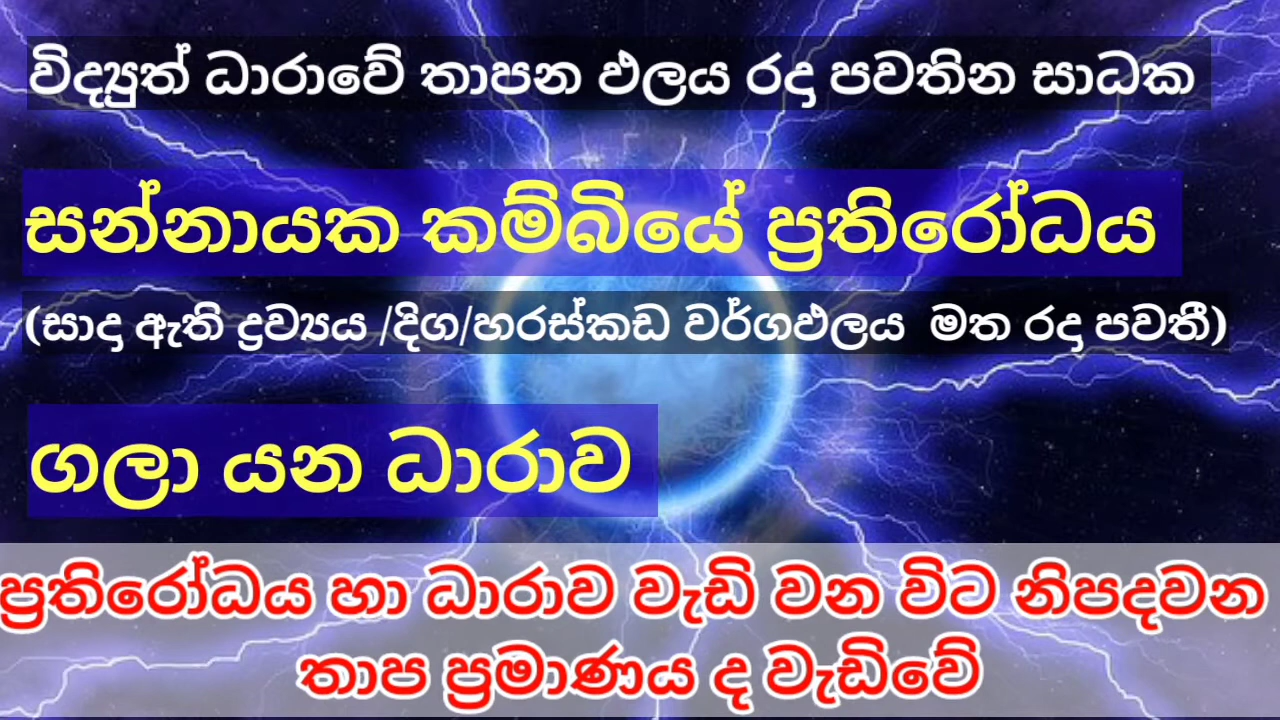 විද්‍යුත් ධාරාවේ තාපන ඵලය රඳා පවතින සාධක
සන්නායක කම්බියේ ප්‍රතිරෝධය
(සාදා ඇති ද්‍රව්‍යය /දිග/හරස්කඩ වර්ගඵලය මත රඳා පවතී)
ගලා යන ධාරාව
ප්‍රතිරෝධය හා ධාරාව වැඩි වන විට නිපදවන
තාප ප්‍රමාණය ද වැඩිවේ